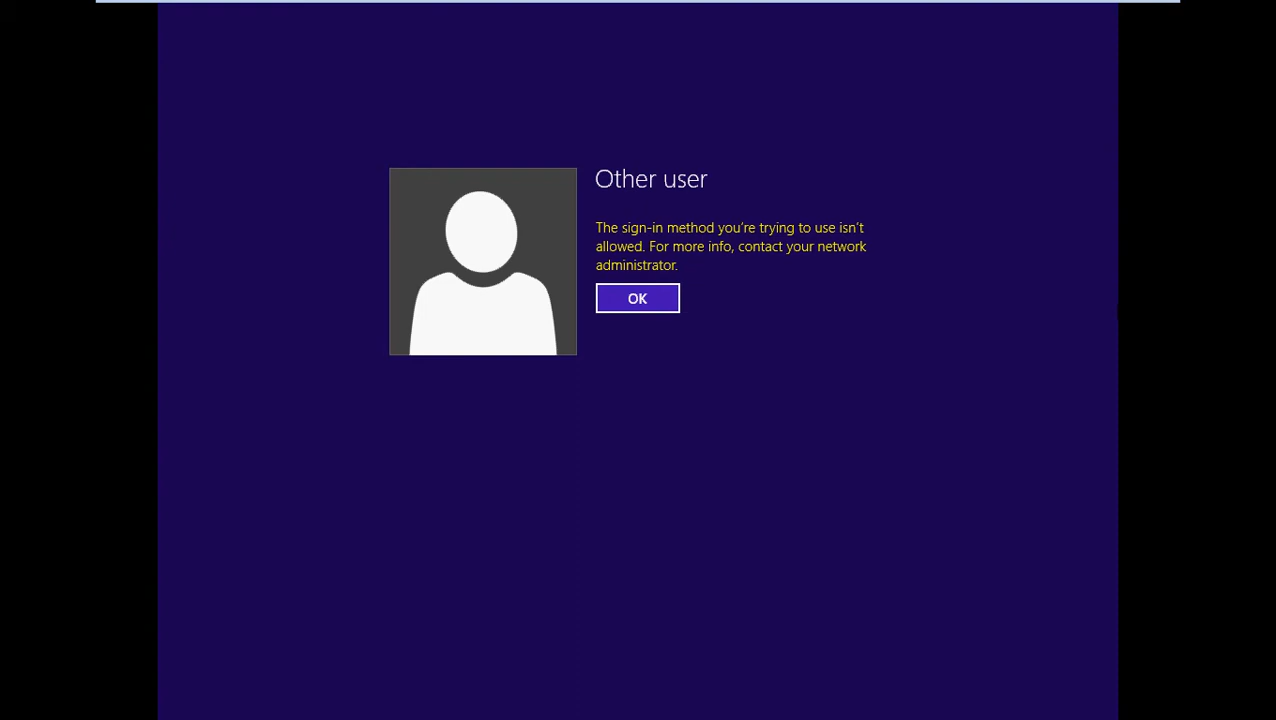 Other user
The sign-in method you’re trying to use isn’t
allowed. For more info, contact your network
administrator.
OK